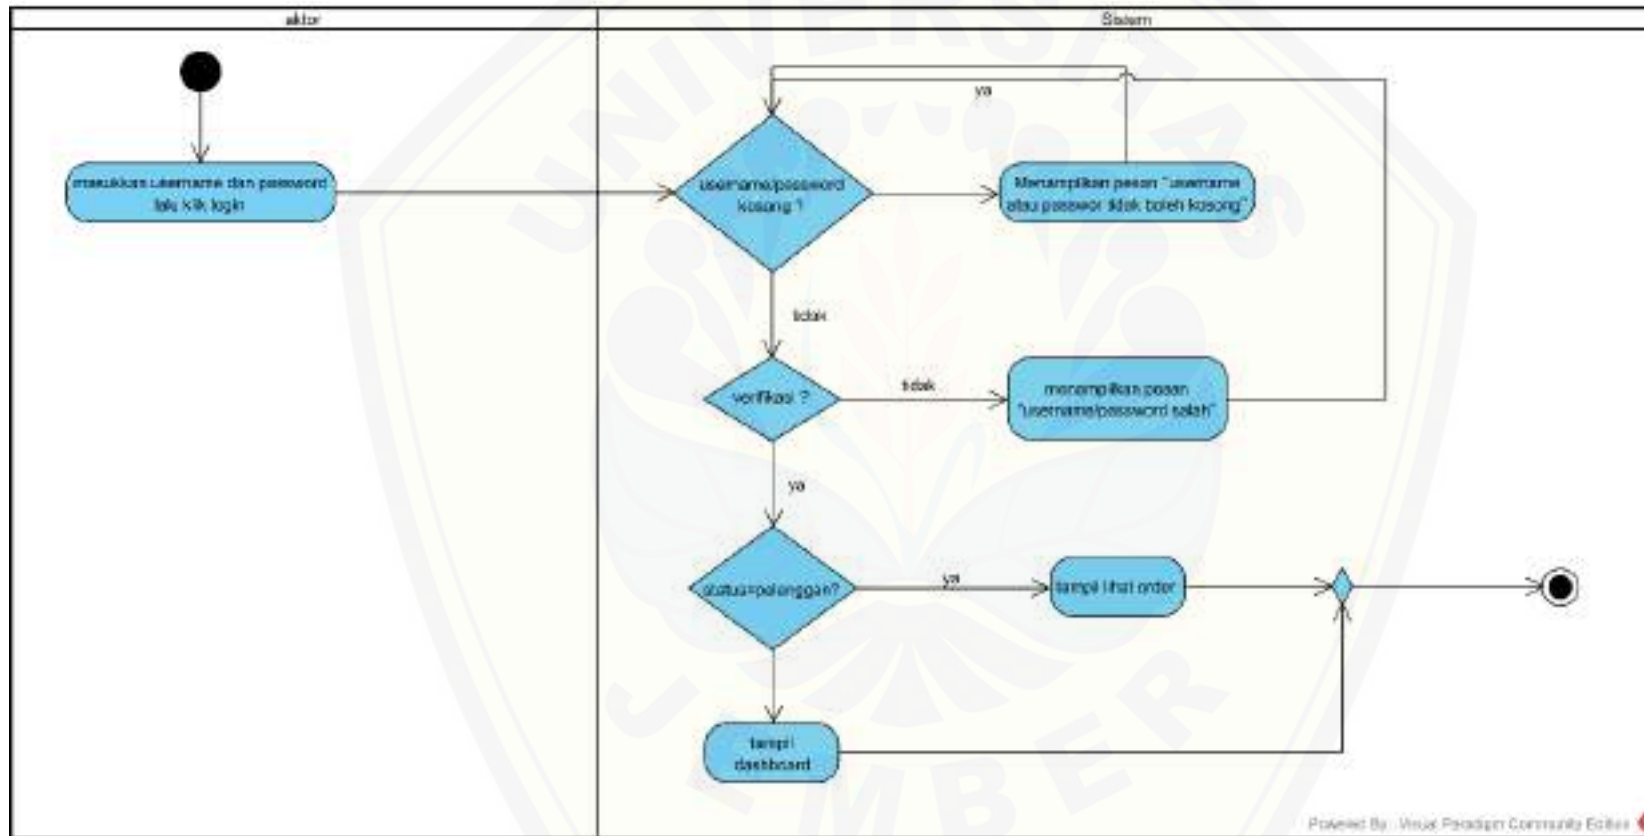 aktor
Sistem
masukkan username dan password
lalu klik login
username/password
kosong ?
ya
Menampilkan pesan "username
atau passwor tidak boleh kosong"
tidak
verifikasi ?
tidak
menampilkan pesan
"username/password salah"
ya
status=pelanggan?
ya
tampil lihat order
tampil
dashboard
UNIVERSITAS
JEMBER
Powered By: Visual Paradigm Community Edition